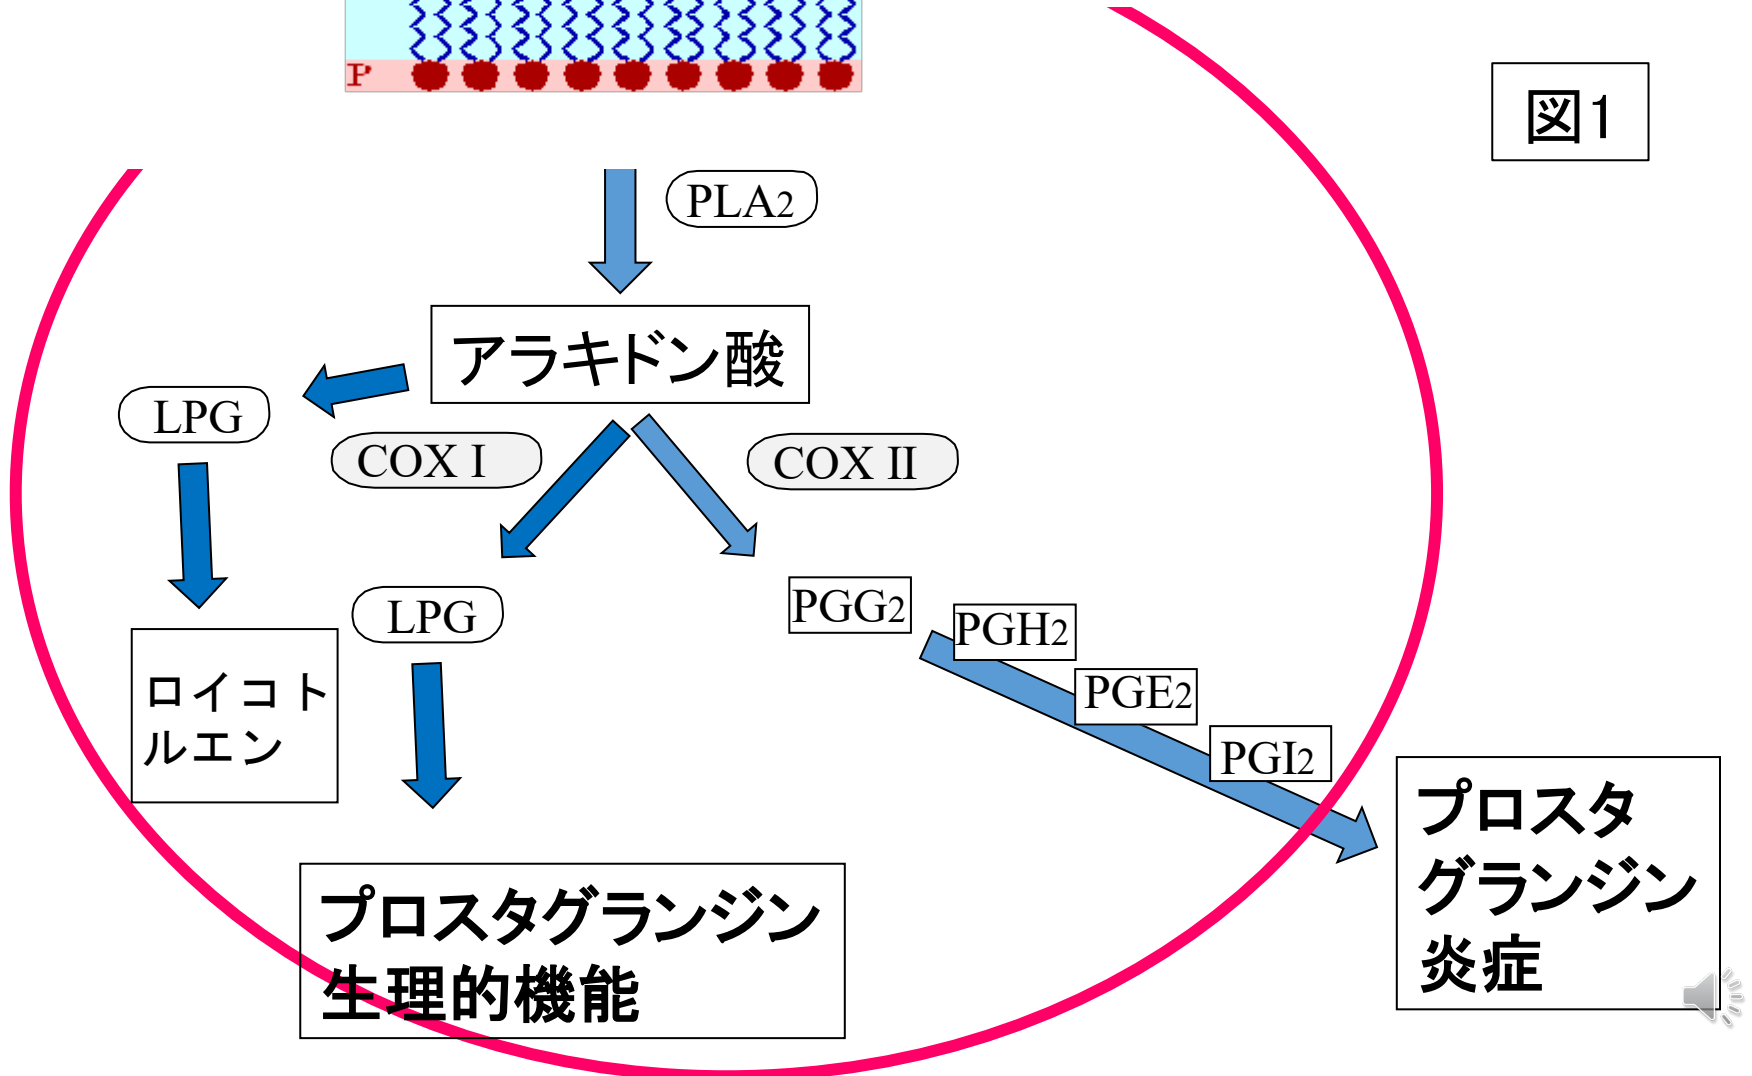 P
図1
PLA2
アラキドン酸
LPG
COX I
COX II
LPG
PGG2
PGH2
PGE2
PGI2
ロイコト
ルエン
プロスタグランジン
生理的機能
プロスタ
グランジン
炎症